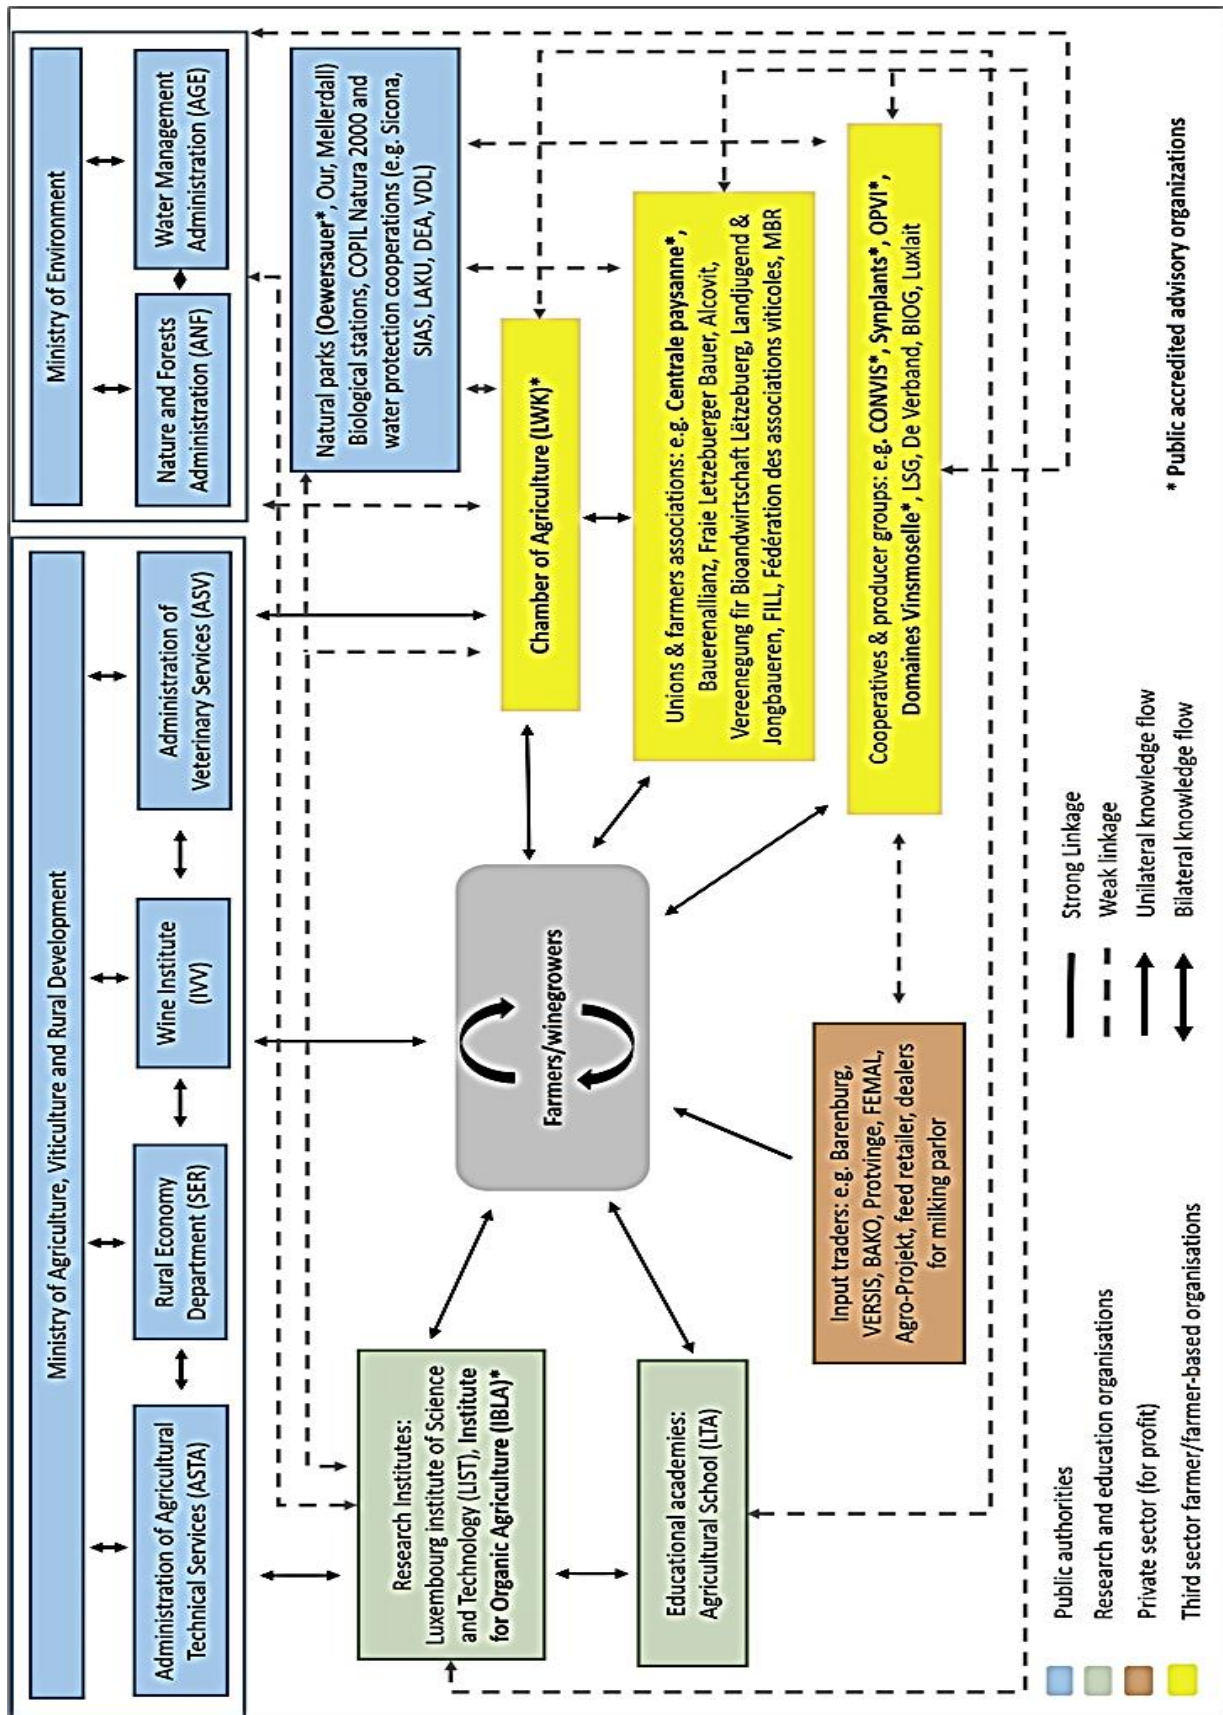 Ministry of Agriculture, Viticulture and Rural Development
Ministry of Environment
Administration of Agricultural
Technical Services (ASTA)
Rural Economy
Department (SER)
Wine Institute
(IVV)
Administration of
Veterinary Services (ASV)
Nature and Forests
Administration (ANF)
Water Management
Administration (AGE)
Natural parks (Oewersauer*, Our, Mellerdall)
Biological stations, COPIL Natura 2000 and
water protection cooperations (e.g. Sicona,
SIAS, LAKU, DEA, VDL)
Research Institutes:
Luxembourg institute of Science
and Technology (LIST), Institute
for Organic Agriculture (IBLA)*
Farmers/winegrowers
Chamber of Agriculture (LWK)*
Unions & farmers associations: e.g. Centrale paysanne*,
Bauerenallianz, Fraie Letzebuerger Bauer, Alcovit,
Vereenegung fir Bioandwirtschaft Lëtzebuerg, Landjugend &
Jongbaueren, FILL, Fédération des associations viticoles, MBR
Educational academies:
Agricultural School (LTA)
Input traders: e.g. Barenburg,
VERSIS, BAKO, Protvinge, FEMAL,
Agro-Projekt, feed retailer, dealers
for milking parlor
Cooperatives & producer groups: e.g. CONVIS*, Synplants*, OPVI*,
Domaines Vinsmoselle*, LSG, De Verband, BIOG, Luxlait
Public authorities
Research and education organisations
Private sector (for profit)
Third sector farmer/farmer-based organisations
Strong Linkage
Weak linkage
Unilateral knowledge flow
Bilateral knowledge flow
* Public accredited advisory organizations